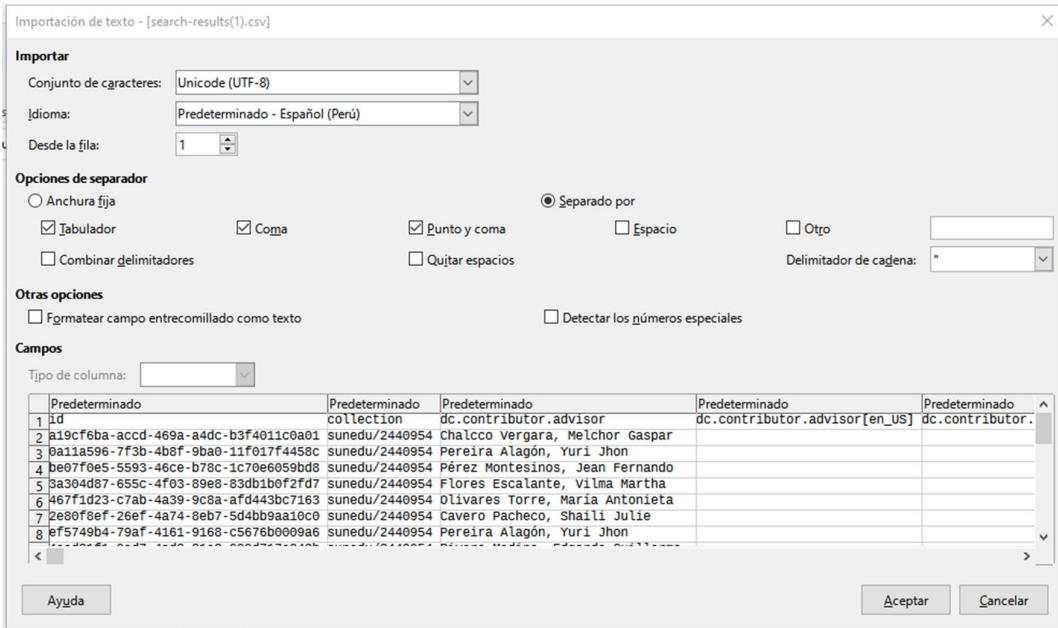 Importación de texto - [search-results(1).csv]
Importar
Conjunto de caracteres: Unicode (UTF-8)
Idioma: Predeterminado - Español (Perú)
Desde la fila: 1
Opciones de separador
Anchura fija Separado por
Tabulador Coma Punto y coma Espacio Otro
Combinar delimitadores Quitar espacios Delimitador de cadena: "
Otras opciones
Formatear campo entrecomillado como texto Detectar los números especiales
Campos
Tipo de columna:
Predeterminado Predeterminado Predeterminado Predeterminado Predeterminado
1 id collection dc.contributor.advisor dc.contributor.advisor[en_US] dc.contributor.
2 a19cf6ba-accd-469a-a4dc-b3f4011c0a01 sunedu/2440954 Chalcco Vergara, Melchor Gaspar
3 0a11a596-7f3b-4b8f-9ba0-11f017f4458c sunedu/2440954 Pereira Alagón, Yuri Jhon
4 be07f0e5-5593-46ce-b78c-1c70e6059bd8 sunedu/2440954 Pérez Montesinos, Jean Fernando
5 3a304d87-655c-4f03-89e8-83db1b0f2fd7 sunedu/2440954 Flores Escalante, Vilma Martha
6 467f1d23-c7ab-4a39-9c8a-afd443bc7163 sunedu/2440954 Olivares Torre, María Antonieta
7 2e80f8ef-26ef-4a74-8eb7-5d4bb9aa10c0 sunedu/2440954 Cavero Pacheco, Shaili Julie
8 ef5749b4-79af-4161-9168-c5676b0009a6 sunedu/2440954 Pereira Alagón, Yuri Jhon
Ayuda Aceptar Cancelar